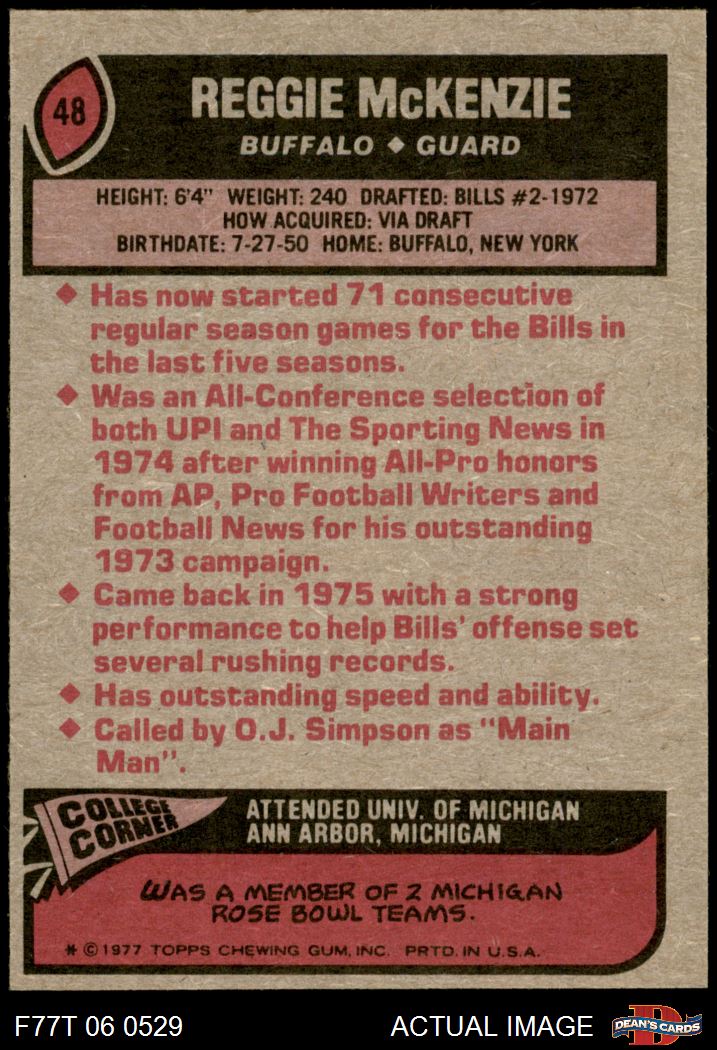 48
REGGIE McKENZIE
BUFFALO ◆ GUARD
HEIGHT: 6'4" WEIGHT: 240 DRAFTED: BILLS #2-1972
HOW ACQUIRED: VIA DRAFT
BIRTHDATE: 7-27-50 HOME: BUFFALO, NEW YORK
◆ Has now started 71 consecutive
regular season games for the Bills in
the last five seasons.
◆ Was an All-Conference selection of
both UPI and The Sporting News in
1974 after winning All-Pro honors
from AP, Pro Football Writers and
Football News for his outstanding
1973 campaign.
◆ Came back in 1975 with a strong
performance to help Bills' offense set
several rushing records.
◆ Has outstanding speed and ability.
◆ Called by O.J. Simpson as "Main
Man".
COLLEGE
CORNER
ATTENDED UNIV. OF MICHIGAN
ANN ARBOR, MICHIGAN
WAS A MEMBER OF 2 MICHIGAN
ROSE BOWL TEAMS.
* © 1977 TOPPS CHEWING GUM, INC. PRTD. IN U.S.A.
F77T 06 0529
ACTUAL IMAGE
D
DEAN'S CARDS